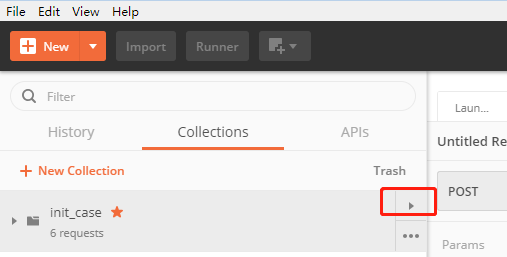 File Edit View Help
New Import Runner
Filter
History Collections APIs
Laun...
New Collection Trash
Untitled Re
init_case
6 requests
POST
Params